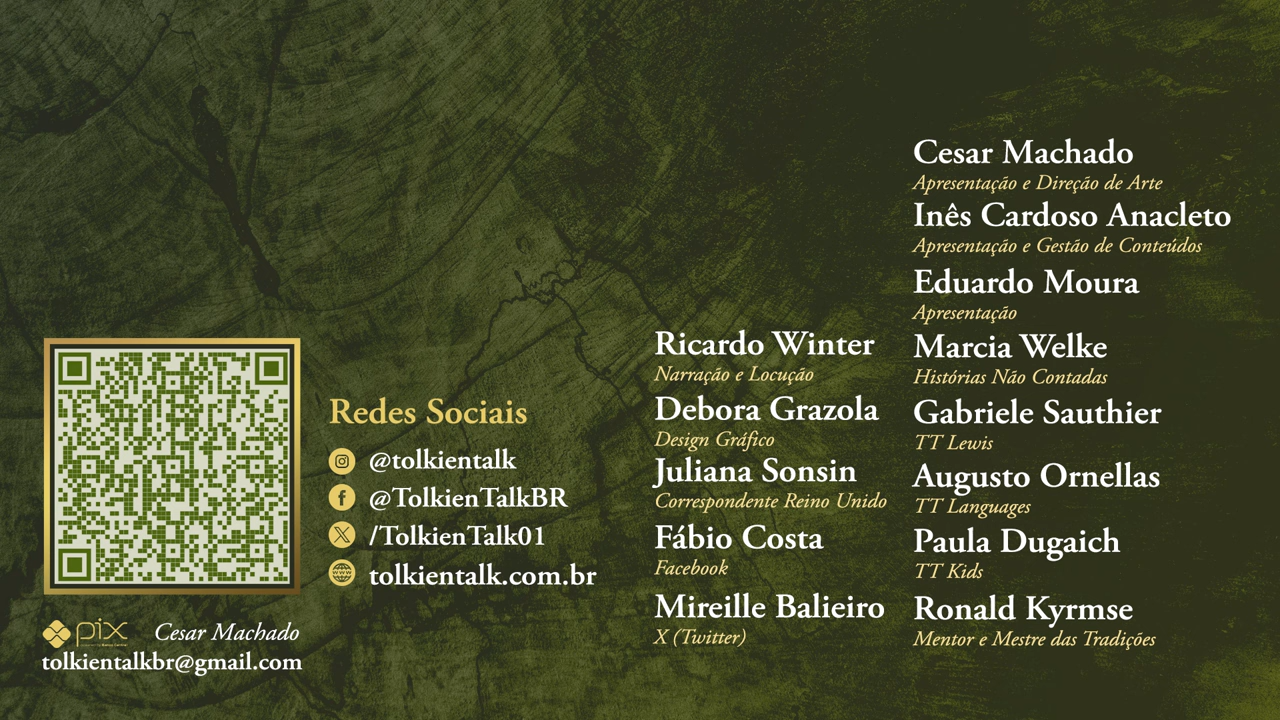 Cesar Machado
Apresentação e Direção de Arte
Inês Cardoso Anacleto
Apresentação e Gestão de Conteúdos
Eduardo Moura
Apresentação
Marcia Welke
Histórias Não Contadas
Gabriele Sauthier
TT Lewis
Augusto Ornellas
TT Languages
Paula Dugaich
TT Kids
Ronald Kyrmse
Mentor e Mestre das Tradições
Ricardo Winter
Narração e Locução
Debora Grazola
Design Gráfico
Juliana Sonsin
Correspondente Reino Unido
Fábio Costa
Facebook
Mireille Balieiro
X (Twitter)
Redes Sociais
@tolkientalk
@TolkienTalkBR
/TolkienTalk01
tolkientalk.com.br
pix
Cesar Machado
tolkientalkbr@gmail.com